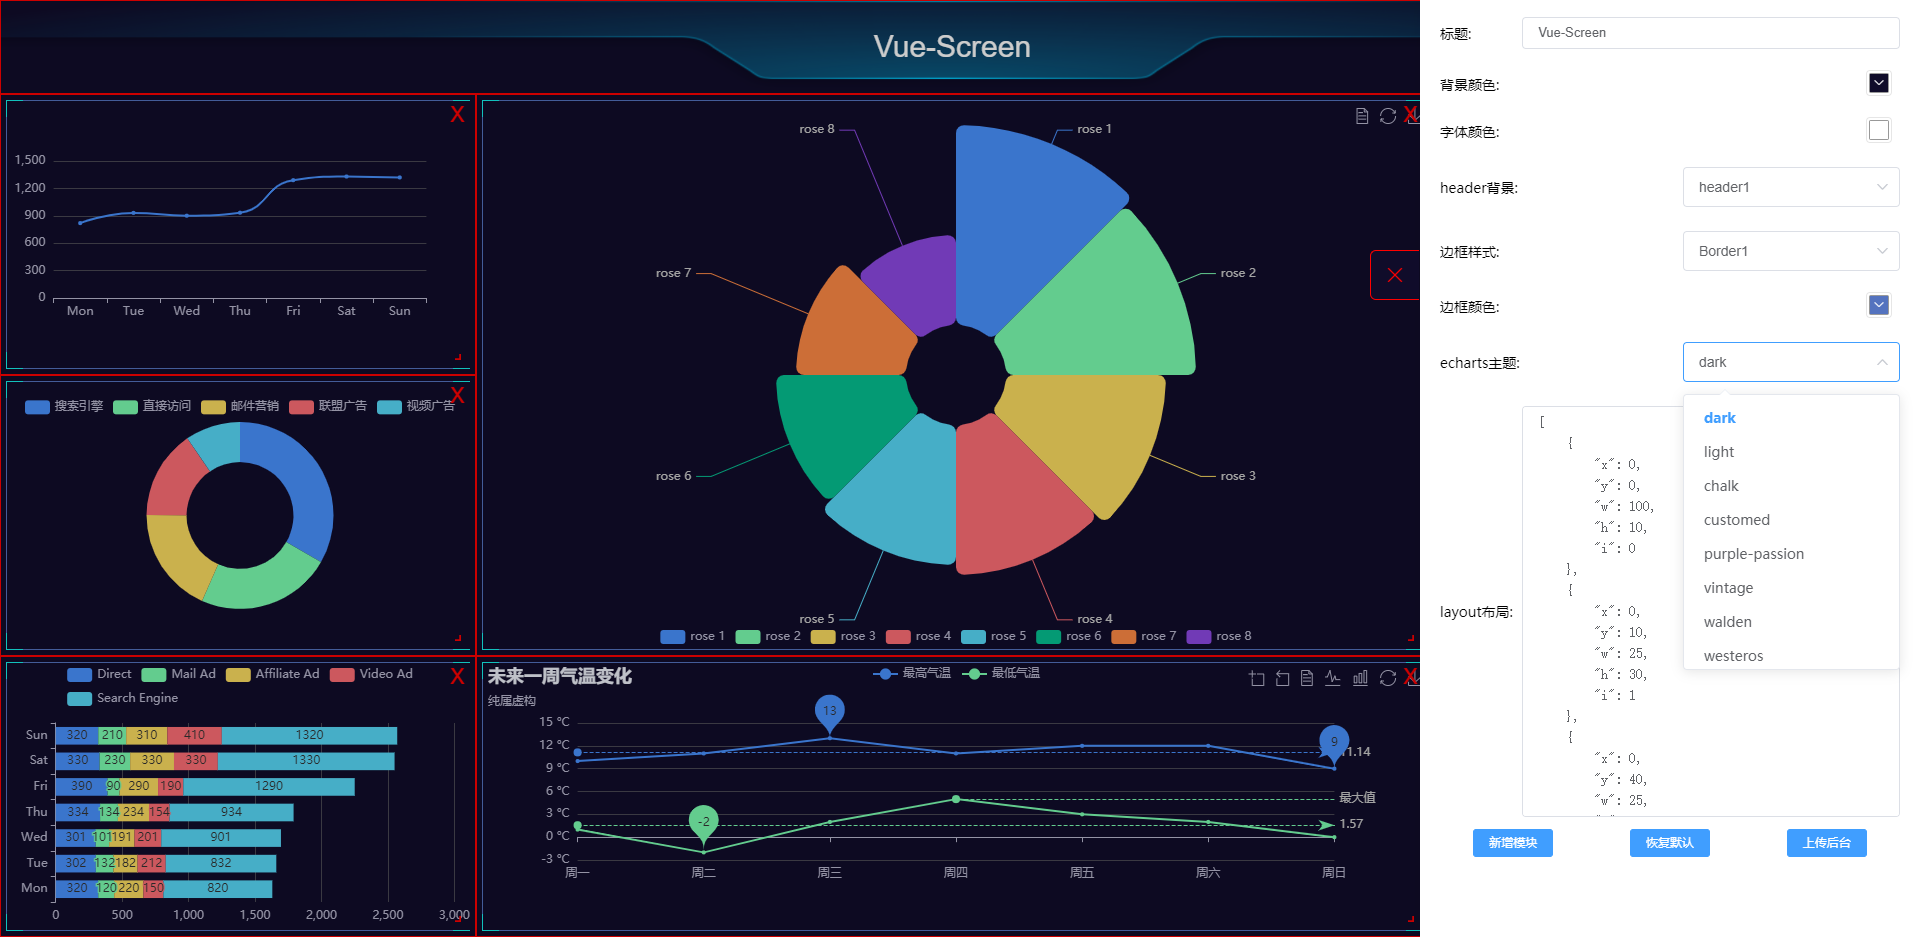 Vue-Screen
X
1,500
1,200
900
600
300
0
Mon Tue Wed Thu Fri Sat Sun
X
搜索引擎 直接访问 邮件营销 联盟广告 视频广告
X
Direct Mail Ad Affiliate Ad Video Ad
Search Engine
Sun 320 210 310 410 1320
Sat 330 230 330 330 1330
Fri 390 90 290 190 1290
Thu 334 134 234 154 934
Wed 301 101 191 201 901
Tue 302 132 182 212 832
Mon 320 120 220 150 820
0 500 1,000 1,500 2,000 2,500 3,000
X
rose 8 rose 1
rose 7 rose 2
rose 6 rose 3
rose 5 rose 4
rose 1 rose 2 rose 3 rose 4 rose 5 rose 6 rose 7 rose 8
X
未来一周气温变化
纯属虚构
最高气温 最低气温
15 °C
12 °C
9 °C
6 °C
3 °C
0 °C
-3 °C
13
9
11.14
-2
最大值
1.57
周一 周二 周三 周四 周五 周六 周日
标题: Vue-Screen
背景颜色:
字体颜色:
header背景: header1
边框样式: Border1
边框颜色:
echarts主题: dark
dark
light
chalk
customed
purple-passion
vintage
walden
westeros
layout布局:
[
{
"x": 0,
"y": 0,
"w": 100,
"h": 10,
"i": 0
},
{
"x": 0,
"y": 10,
"w": 25,
"h": 30,
"i": 1
},
{
"x": 0,
"y": 40,
"w": 25,
新增模块 恢复默认 上传后台